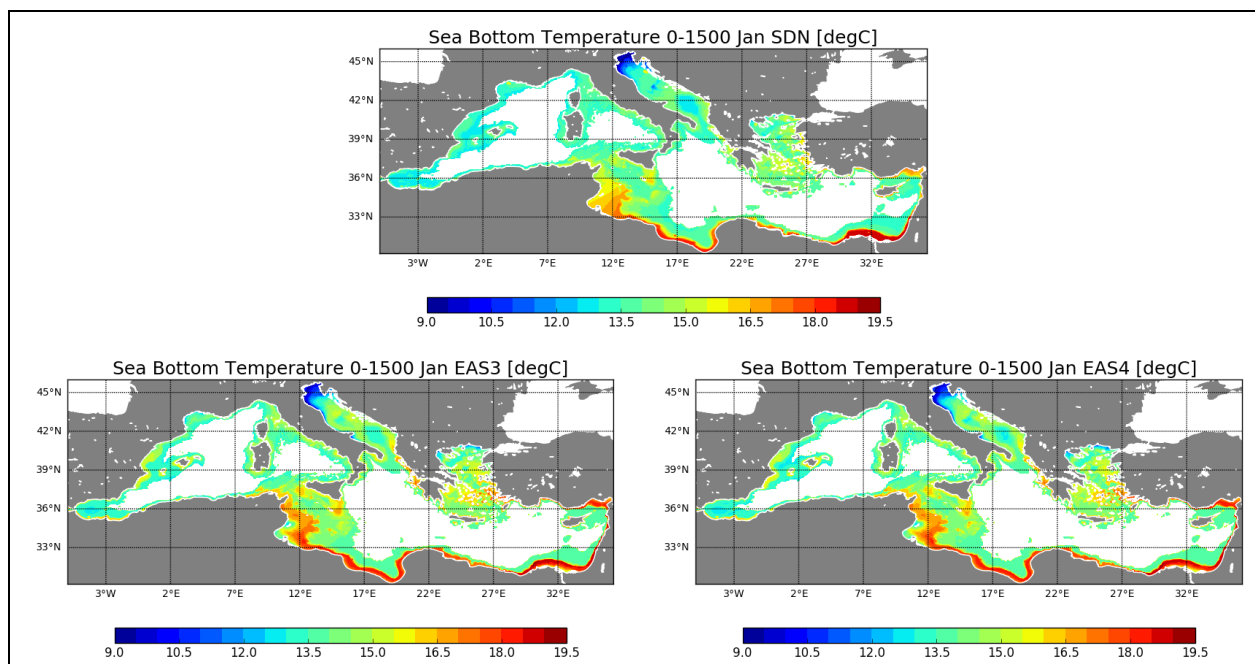 Sea Bottom Temperature 0-1500 Jan SDN [degC]
45°N
42°N
39°N
36°N
33°N
3°W 2°E 7°E 12°E 17°E 22°E 27°E 32°E
9.0 10.5 12.0 13.5 15.0 16.5 18.0 19.5
Sea Bottom Temperature 0-1500 Jan EAS3 [degC]
45°N
42°N
39°N
36°N
33°N
3°W 2°E 7°E 12°E 17°E 22°E 27°E 32°E
9.0 10.5 12.0 13.5 15.0 16.5 18.0 19.5
Sea Bottom Temperature 0-1500 Jan EAS4 [degC]
45°N
42°N
39°N
36°N
33°N
3°W 2°E 7°E 12°E 17°E 22°E 27°E 32°E
9.0 10.5 12.0 13.5 15.0 16.5 18.0 19.5